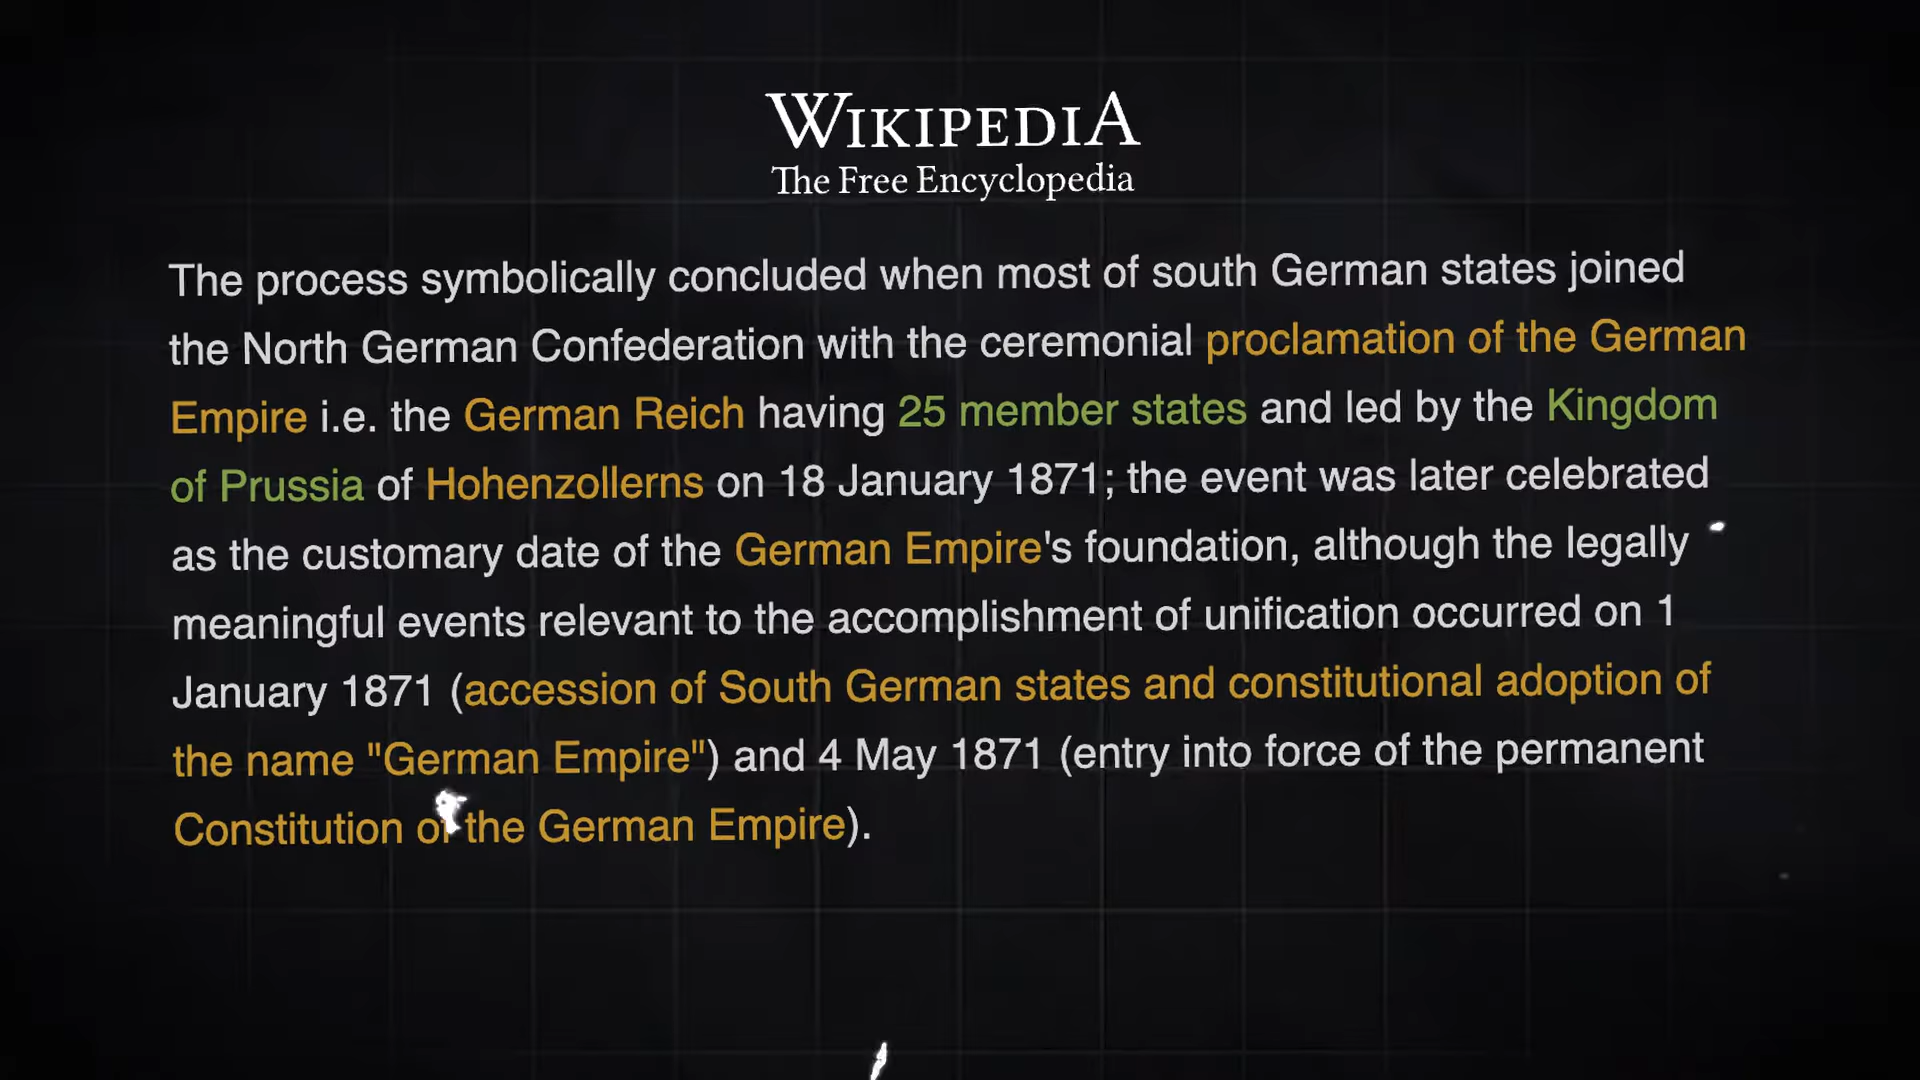 WIKIPEDIA
The Free Encyclopedia
The process symbolically concluded when most of south German states joined
the North German Confederation with the ceremonial proclamation of the German
Empire i.e. the German Reich having 25 member states and led by the Kingdom
of Prussia of Hohenzollerns on 18 January 1871; the event was later celebrated
as the customary date of the German Empire's foundation, although the legally
meaningful events relevant to the accomplishment of unification occurred on 1
January 1871 (accession of South German states and constitutional adoption of
the name "German Empire") and 4 May 1871 (entry into force of the permanent
Constitution of the German Empire).